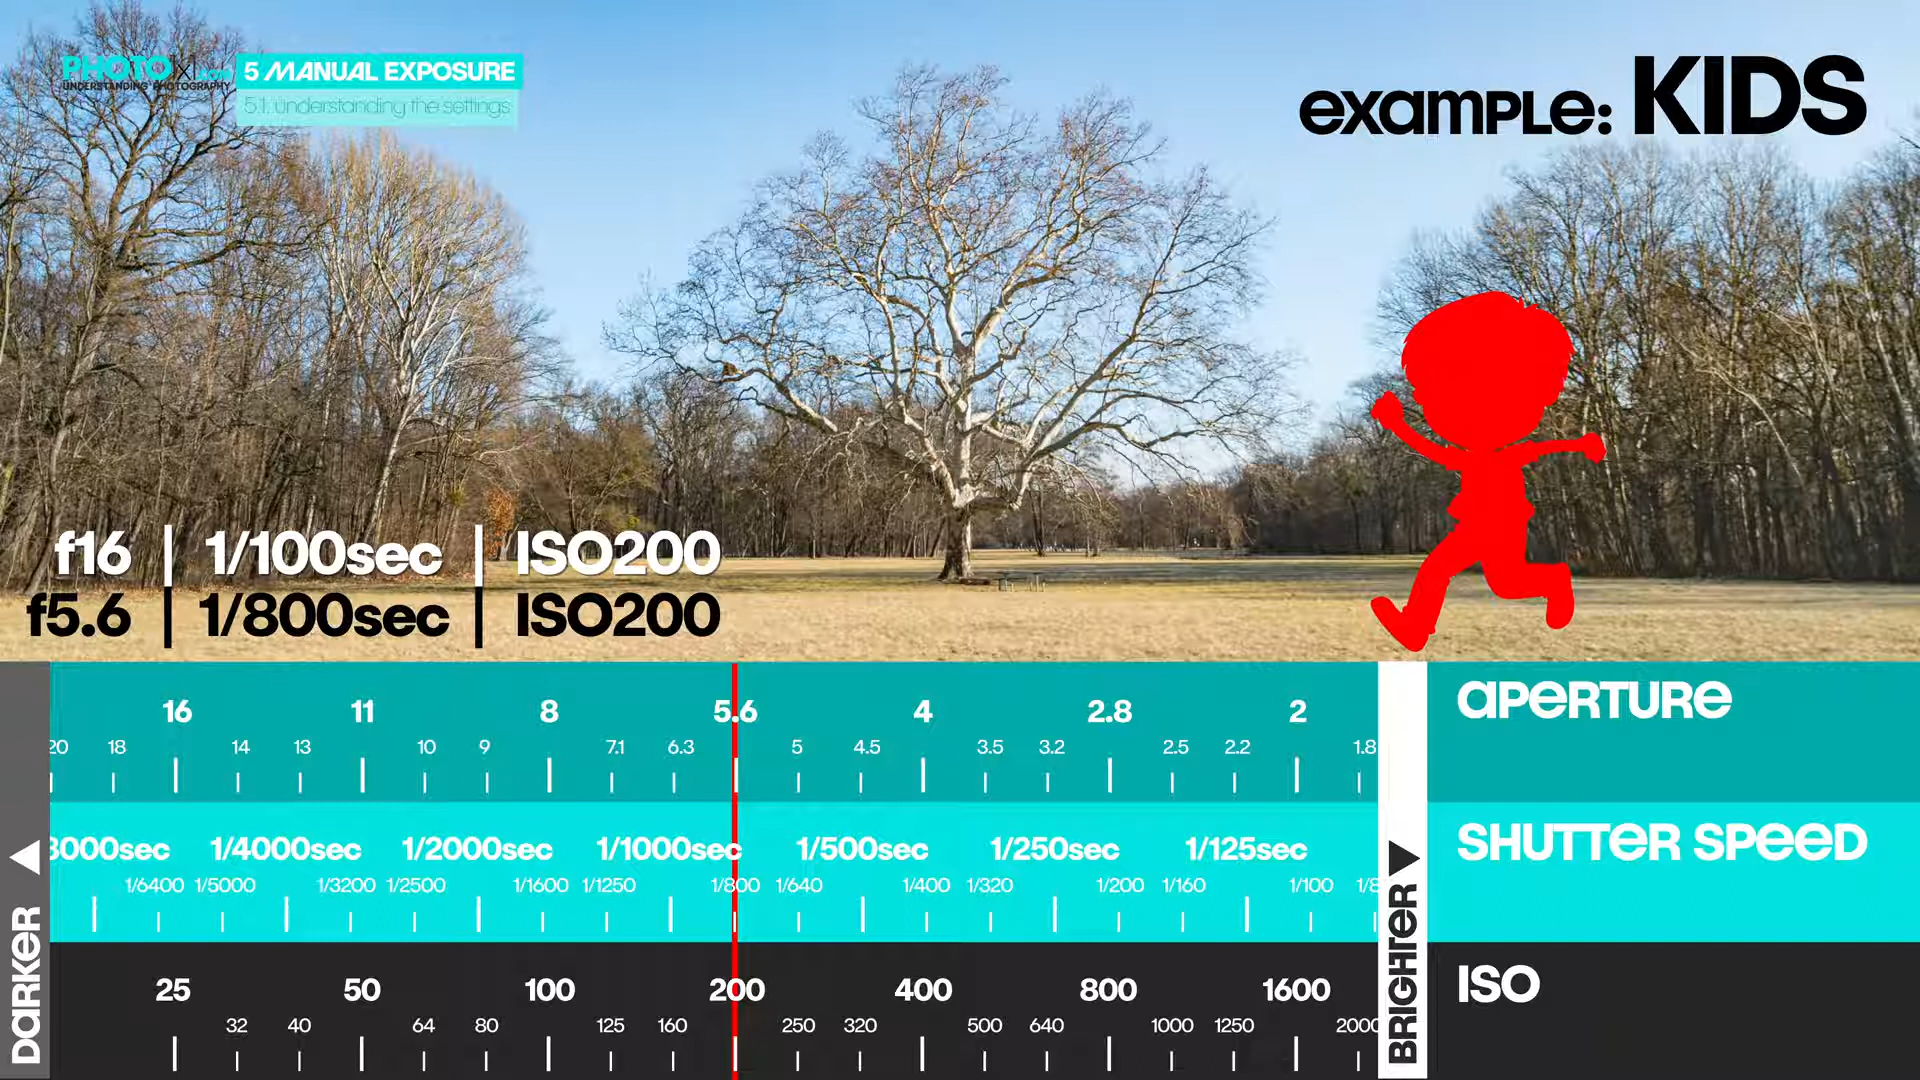 PHOTOXI.com
UNDERSTANDING PHOTOGRAPHY
5 MANUAL EXPOSURE
5.1. understanding the settings
example: KIDS
f16 | 1/100sec | ISO200
f5.6 | 1/800sec | ISO200
16 11 8 5.6 4 2.8 2
20 18 14 13 10 9 7.1 6.3 5 4.5 3.5 3.2 2.5 2.2 1.8
APERTURE
1/4000sec 1/2000sec 1/1000sec 1/500sec 1/250sec 1/125sec
1/6400 1/5000 1/3200 1/2500 1/1600 1/1250 1/800 1/640 1/400 1/320 1/200 1/160 1/100
SHUTTER SPEED
25 50 100 200 400 800 1600
32 40 64 80 125 160 250 320 500 640 1000 1250 2000
ISO
DARKER
BRIGHTER